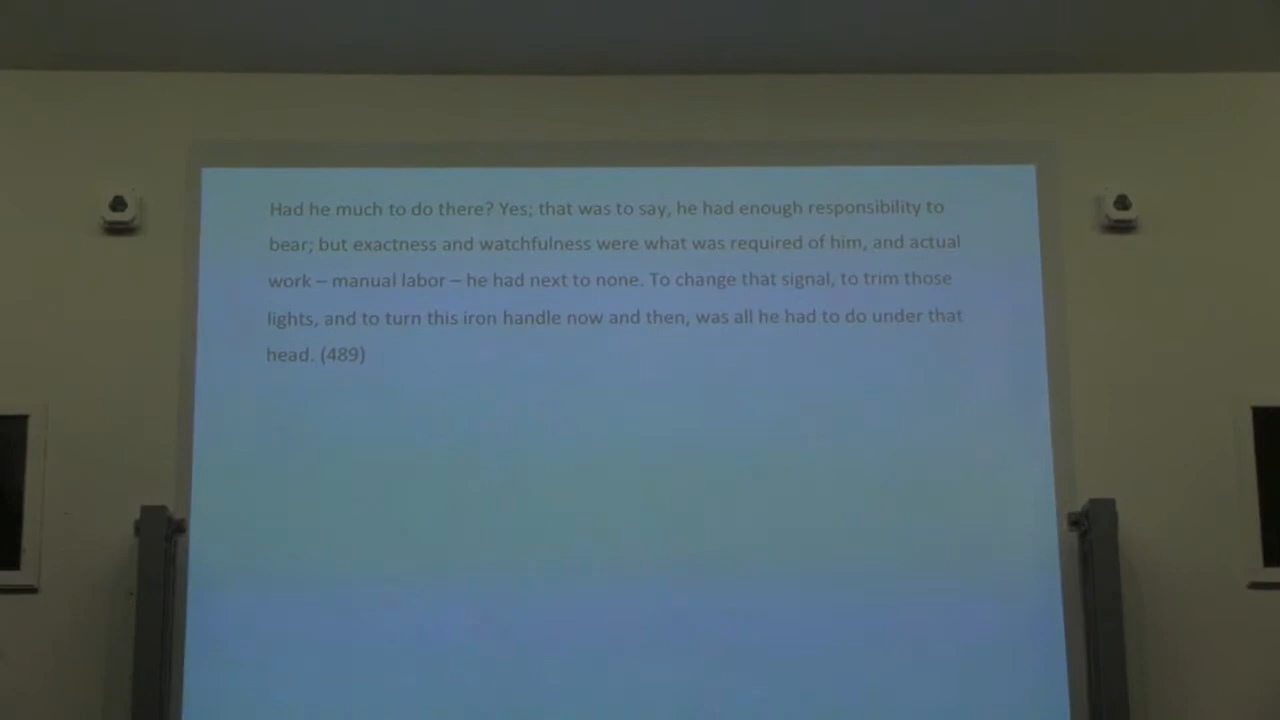 Had he much to do there? Yes; that was to say, he had enough responsibility to
bear; but exactness and watchfulness were what was required of him, and actual
work – manual labor – he had next to none. To change that signal, to trim those
lights, and to turn this iron handle now and then, was all he had to do under that
head. (489)